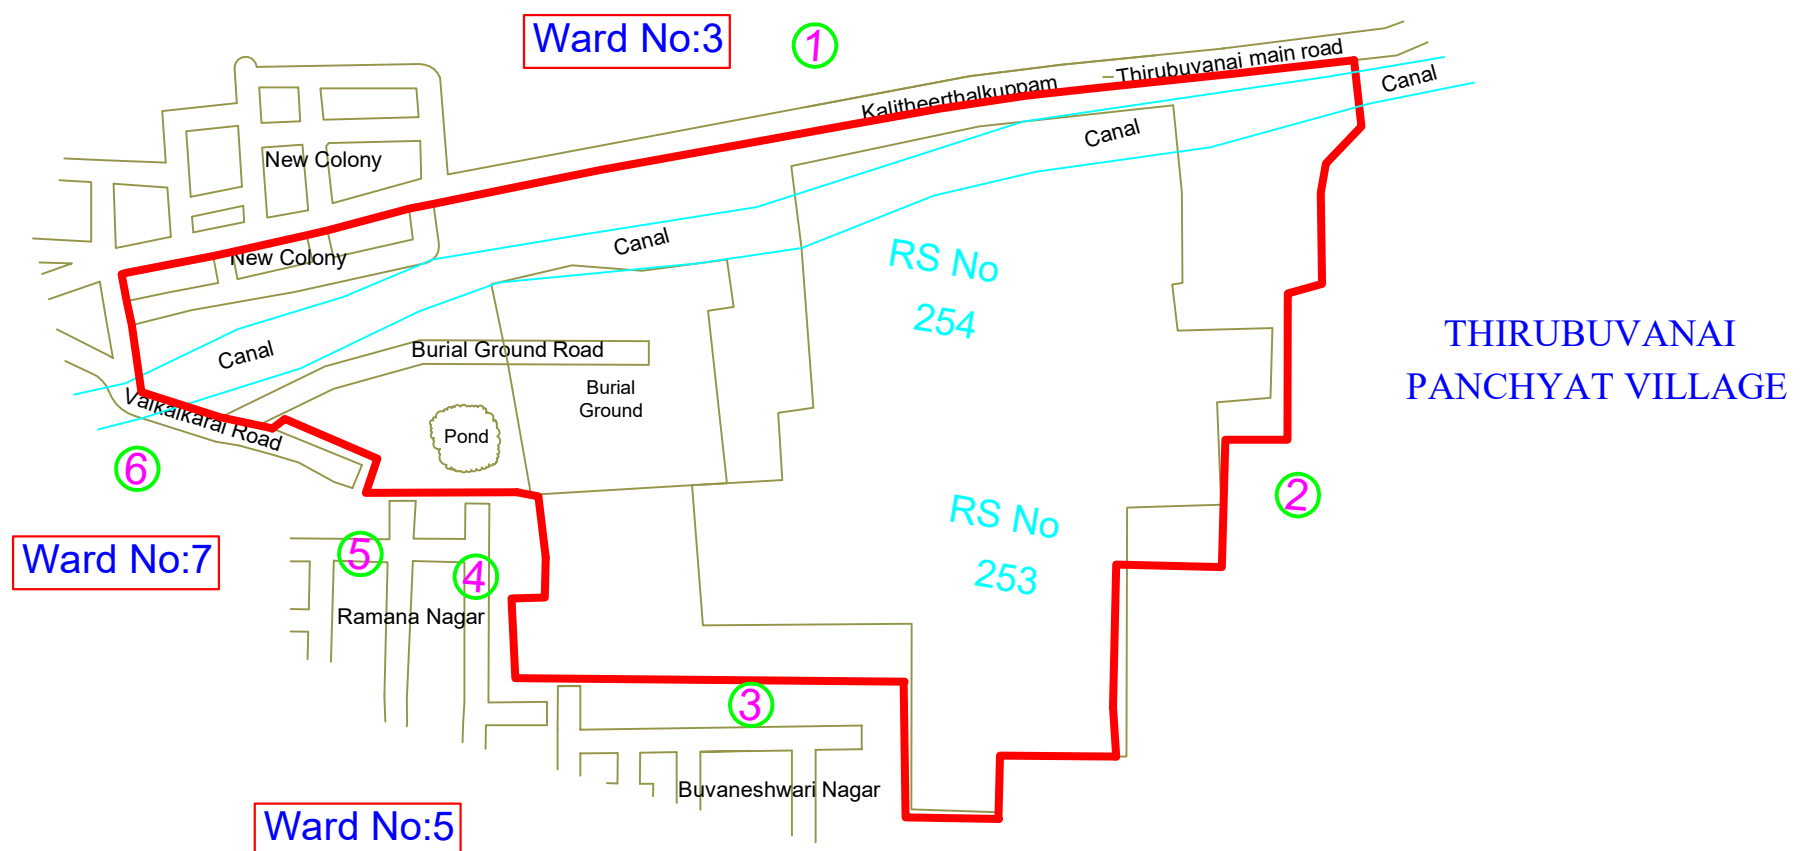 Ward No:3
1
Kalitheerthalkuppam
Thirubuvanai main road
Canal
Canal
New Colony
Canal
New Colony
RS No
254
THIRUBUVANAI
PANCHYAT VILLAGE
Canal
Burial Ground Road
Burial
Ground
Vaikalkarai Road
Pond
6
2
RS No
253
Ward No:7
5
4
Ramana Nagar
3
Buvaneshwari Nagar
Ward No:5